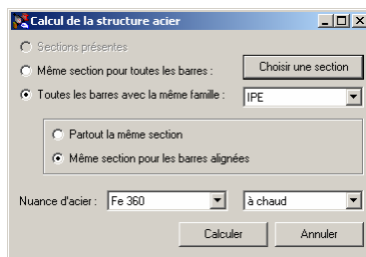 Calcul de la structure acier
Sections présentes
Même section pour toutes les barres :
Choisir une section
Toutes les barres avec la même famille :
IPE
Partout la même section
Même section pour les barres alignées
Nuance d'acier : Fe 360 à chaud
Calculer Annuler